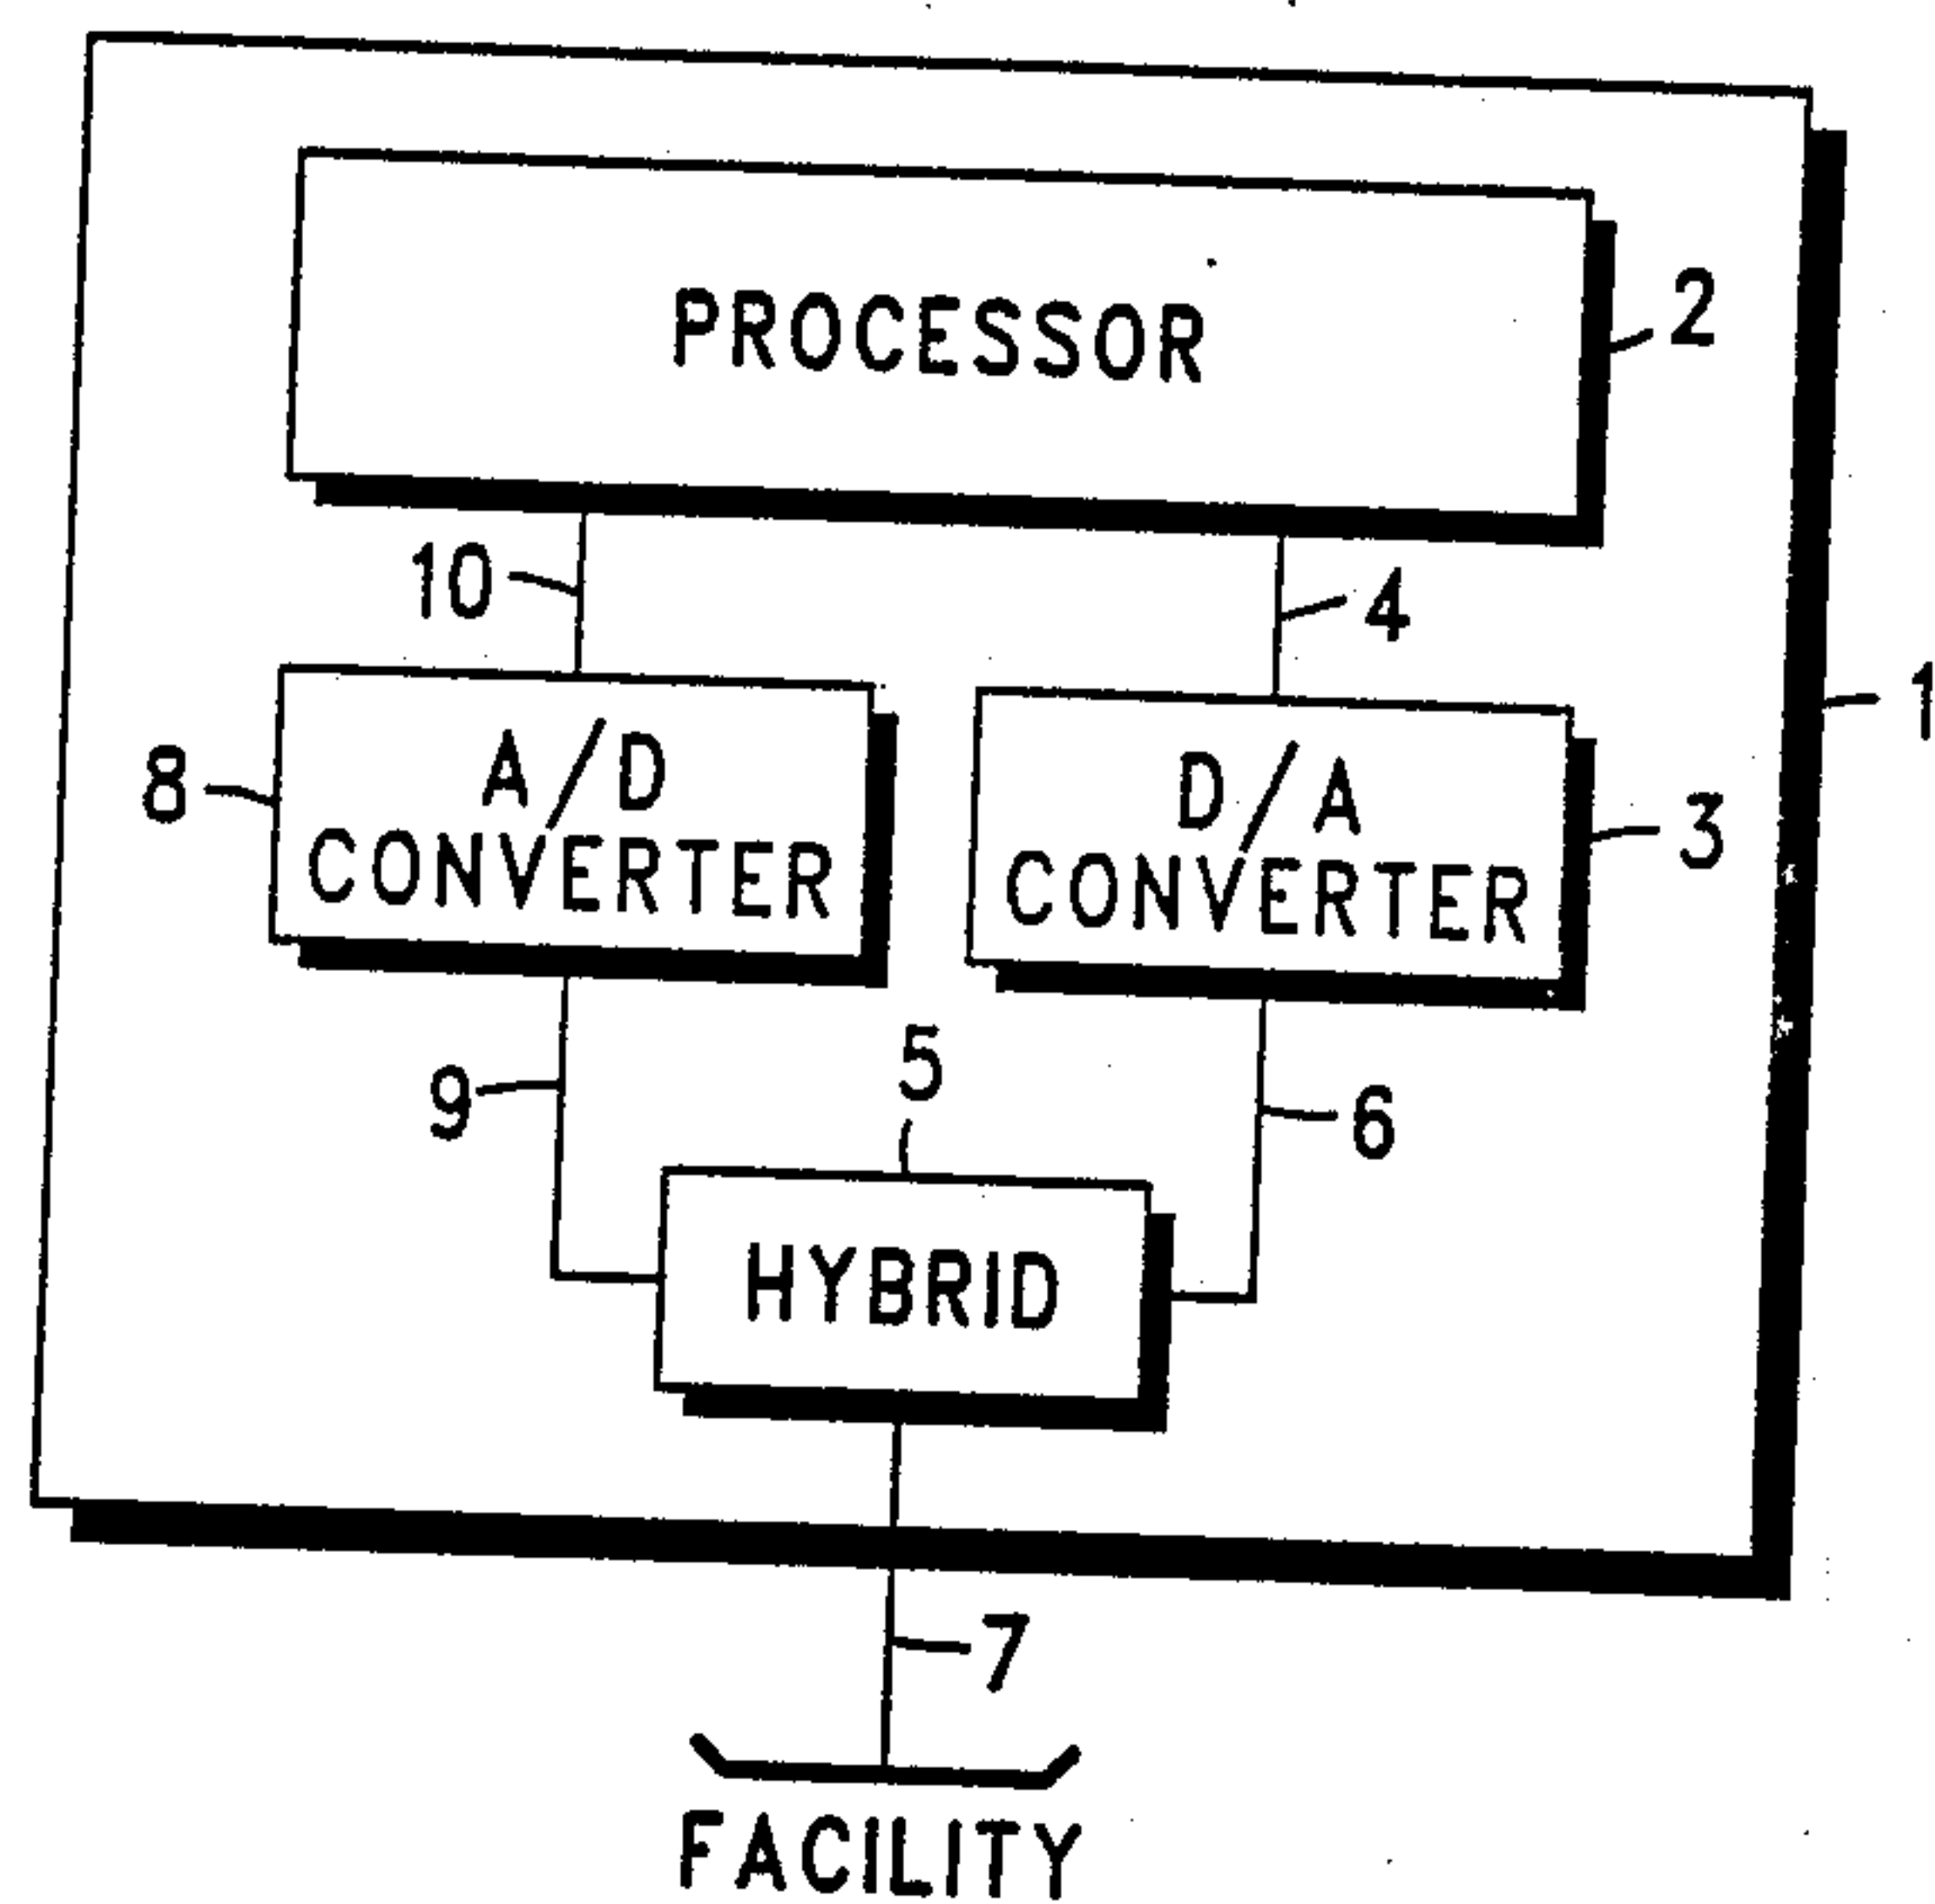 PROCESSOR
2
10
4
1
8
A/D
CONVERTER
D/A
CONVERTER
3
5
9
6
HYBRID
7
FACILITY